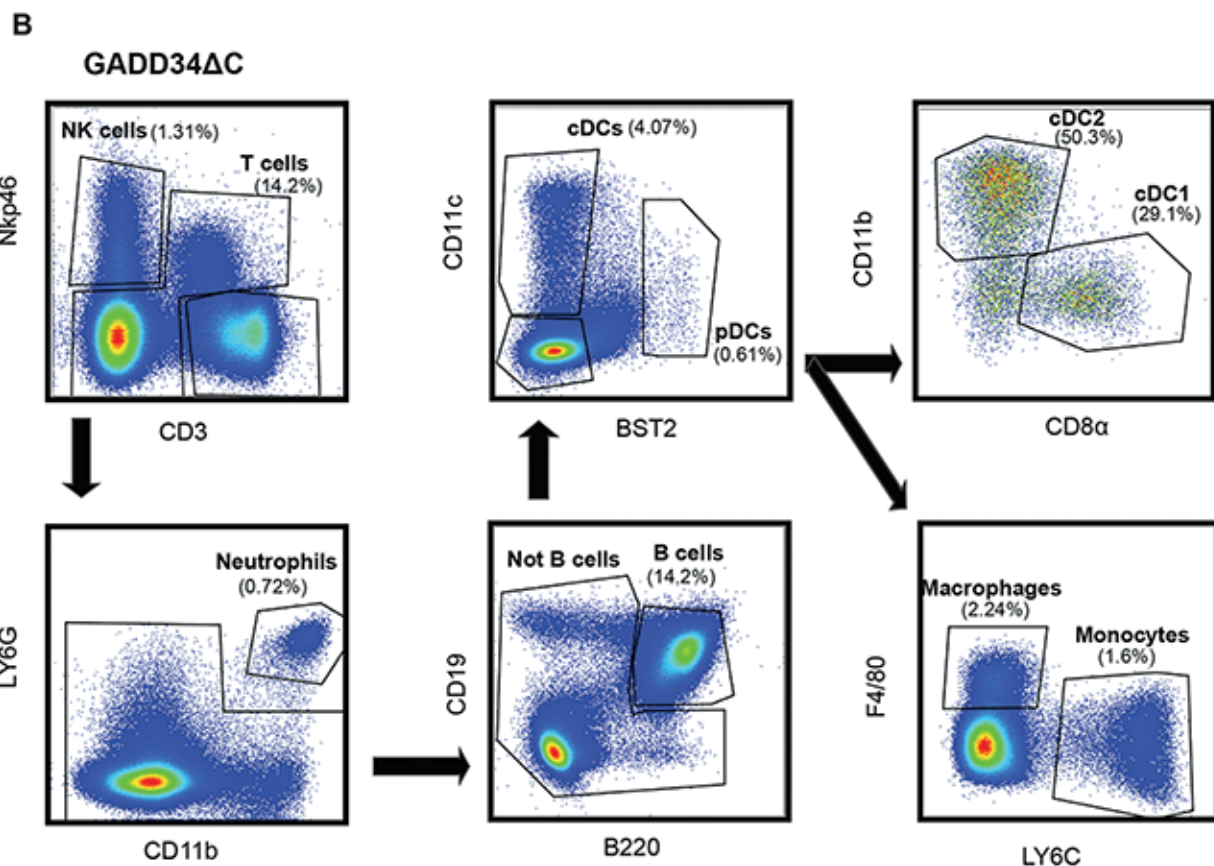 B
GADD34ΔC
NK cells (1.31%)
T cells
(14.2%)
Nkp46
CD3
cDCs (4.07%)
pDCs
(0.61%)
CD11c
BST2
cDC2
(50.3%)
cDC1
(29.1%)
CD11b
CD8α
Neutrophils
(0.72%)
LY6G
CD11b
Not B cells
B cells
(14.2%)
CD19
B220
Macrophages
(2.24%)
Monocytes
(1.6%)
F4/80
LY6C